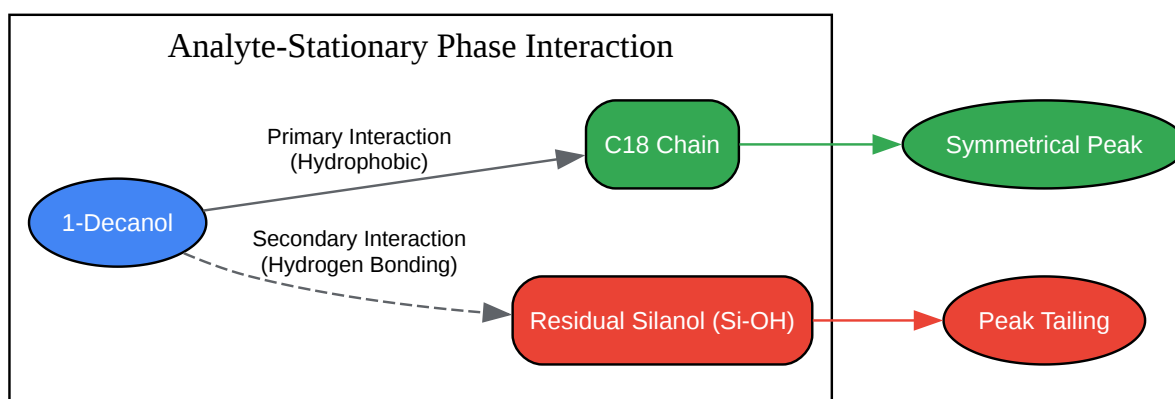 Analyte-Stationary Phase Interaction
Primary Interaction
(Hydrophobic)
C18 Chain
Symmetrical Peak
1-Decanol
Secondary Interaction
(Hydrogen Bonding)
Residual Silanol (Si-OH)
Peak Tailing